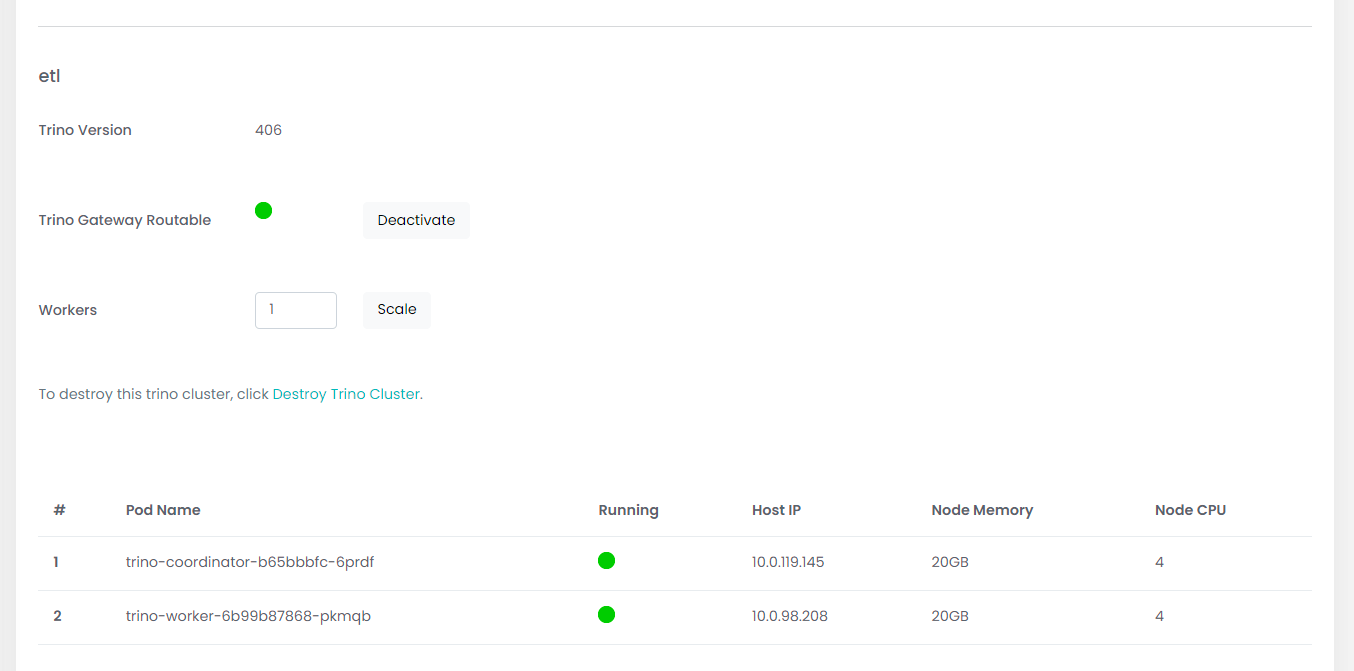 etl
Trino Version 406
Trino Gateway Routable Deactivate
Workers 1 Scale
To destroy this trino cluster, click Destroy Trino Cluster.
# Pod Name Running Host IP Node Memory Node CPU
1 trino-coordinator-b65bbbfc-6prdf 10.0.119.145 20GB 4
2 trino-worker-6b99b87868-pkmqb 10.0.98.208 20GB 4